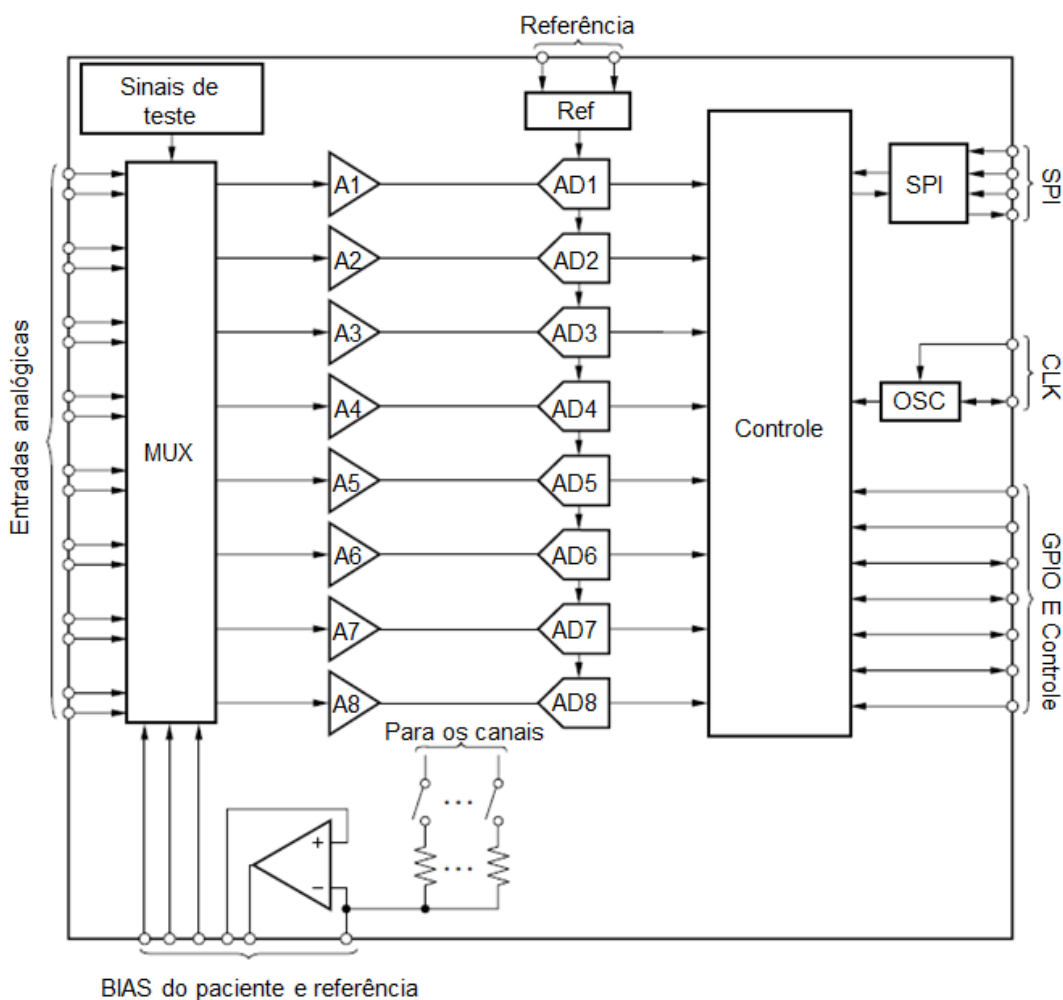 Referência
Sinais de
teste
Ref
A1
AD1
SPI
SPI
A2
AD2
A3
AD3
Entradas analógicas
MUX
A4
AD4
Controle
OSC
CLK
A5
AD5
A6
AD6
GPIO E Controle
A7
AD7
A8
AD8
Para os canais
...
+
...
−
BIAS do paciente e referência